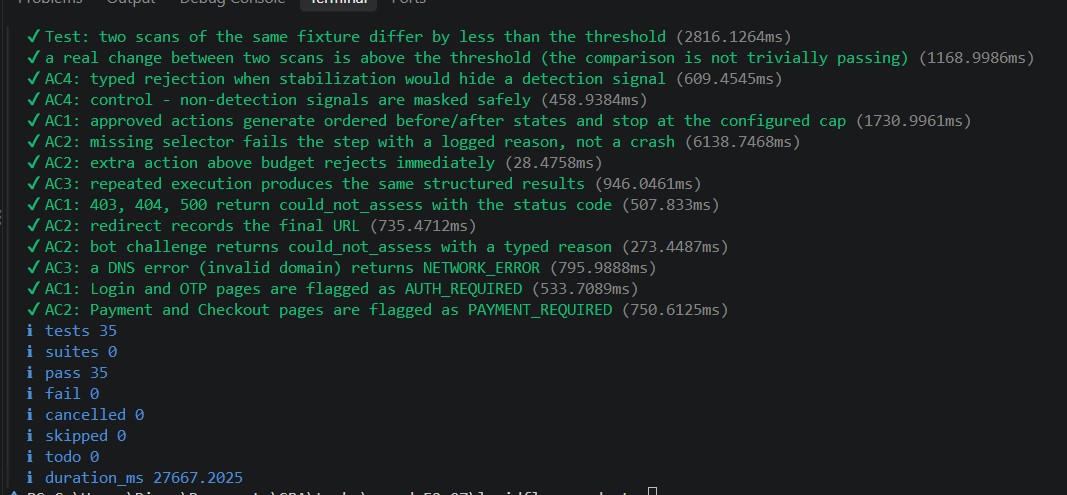 Problems Output Debug Console Terminal Ports
✓ Test: two scans of the same fixture differ by less than the threshold (2816.1264ms)
✓ a real change between two scans is above the threshold (the comparison is not trivially passing) (1168.9986ms)
✓ AC4: typed rejection when stabilization would hide a detection signal (609.4545ms)
✓ AC4: control - non-detection signals are masked safely (458.9384ms)
✓ AC1: approved actions generate ordered before/after states and stop at the configured cap (1730.9961ms)
✓ AC2: missing selector fails the step with a logged reason, not a crash (6138.7468ms)
✓ AC2: extra action above budget rejects immediately (28.4758ms)
✓ AC3: repeated execution produces the same structured results (946.0461ms)
✓ AC1: 403, 404, 500 return could_not_assess with the status code (507.833ms)
✓ AC2: redirect records the final URL (735.4712ms)
✓ AC2: bot challenge returns could_not_assess with a typed reason (273.4487ms)
✓ AC3: a DNS error (invalid domain) returns NETWORK_ERROR (795.9888ms)
✓ AC1: Login and OTP pages are flagged as AUTH_REQUIRED (533.7089ms)
✓ AC2: Payment and Checkout pages are flagged as PAYMENT_REQUIRED (750.6125ms)
ℹ tests 35
ℹ suites 0
ℹ pass 35
ℹ fail 0
ℹ cancelled 0
ℹ skipped 0
ℹ todo 0
ℹ duration_ms 27667.2025